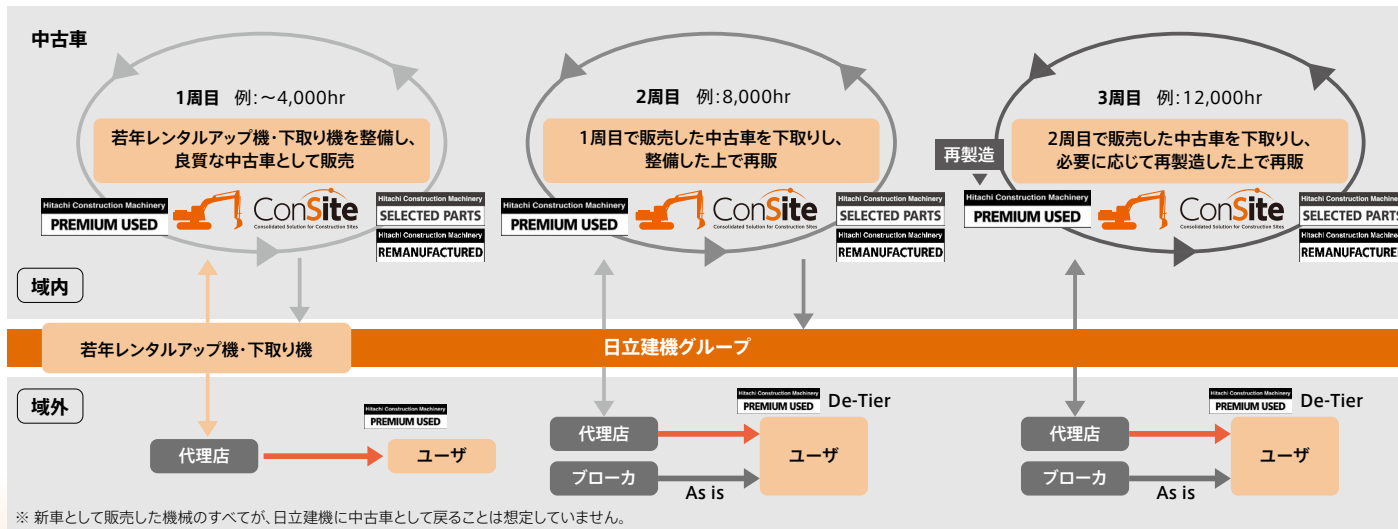 中古車
1周目 例:~4,000hr
若年レンタルアップ機・下取り機を整備し、
良質な中古車として販売
Hitachi Construction Machinery
PREMIUM USED
ConSite
Consolidated Solution for Construction Sites
Hitachi Construction Machinery
SELECTED PARTS
Hitachi Construction Machinery
REMANUFACTURED
2周目 例:8,000hr
1周目で販売した中古車を下取りし、
整備した上で再販
Hitachi Construction Machinery
PREMIUM USED
ConSite
Consolidated Solution for Construction Sites
Hitachi Construction Machinery
SELECTED PARTS
Hitachi Construction Machinery
REMANUFACTURED
3周目 例:12,000hr
2周目で販売した中古車を下取りし、
必要に応じて再製造した上で再販
再製造
Hitachi Construction Machinery
PREMIUM USED
ConSite
Consolidated Solution for Construction Sites
Hitachi Construction Machinery
SELECTED PARTS
Hitachi Construction Machinery
REMANUFACTURED
域内
若年レンタルアップ機・下取り機
日立建機グループ
域外
Hitachi Construction Machinery
PREMIUM USED
代理店
ユーザ
Hitachi Construction Machinery
PREMIUM USED
De-Tier
代理店
ブローカ
As is
ユーザ
Hitachi Construction Machinery
PREMIUM USED
De-Tier
代理店
ブローカ
As is
ユーザ
※ 新車として販売した機械のすべてが、日立建機に中古車として戻ることは想定していません。